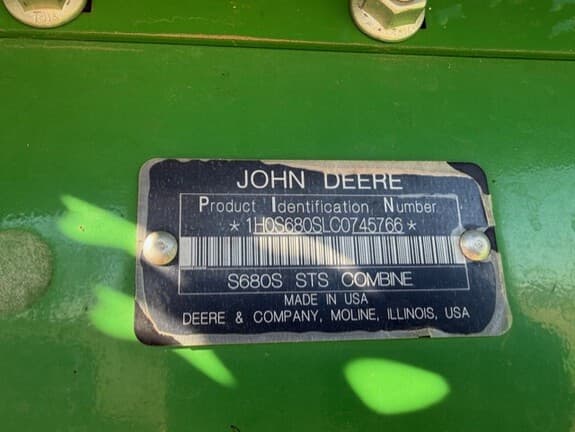 JOHN DEERE
Product Identification Number
*1H0S680SLC0745766*
S680S STS COMBINE
MADE IN USA
DEERE & COMPANY, MOLINE, ILLINOIS, USA